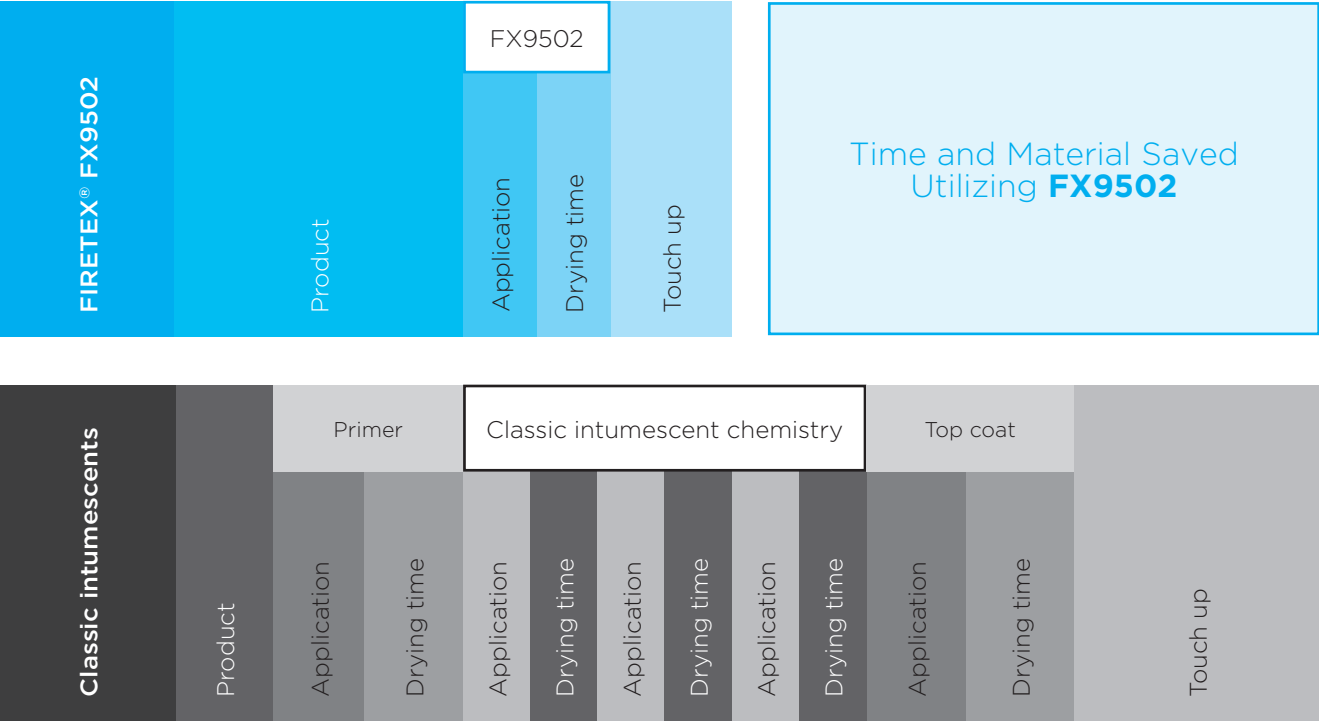 FIRETEX® FX9502
Product
FX9502
Application
Drying time
Touch up
Time and Material Saved
Utilizing FX9502
Classic intumescents
Product
Primer
Application
Drying time
Classic intumescent chemistry
Application
Drying time
Application
Drying time
Application
Drying time
Top coat
Application
Drying time
Touch up